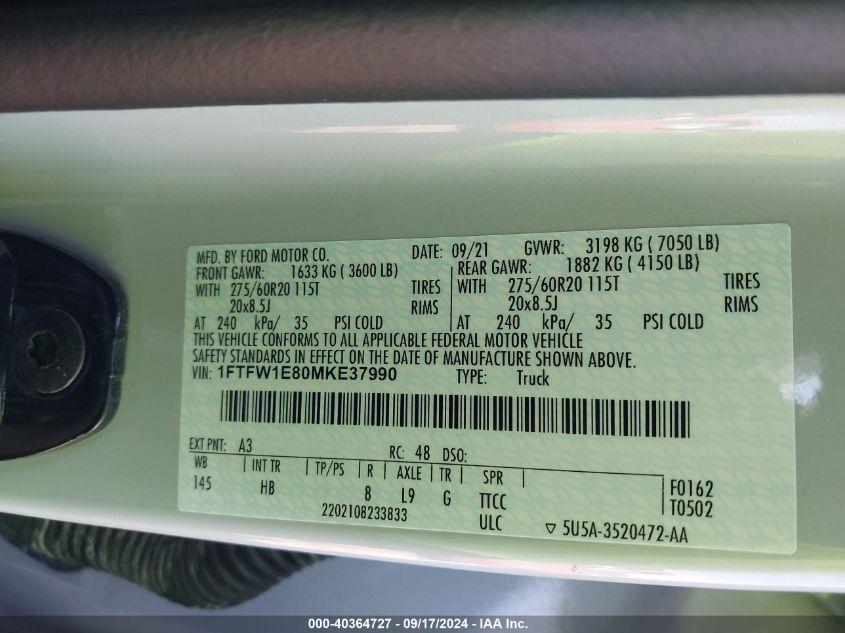 MFD. BY FORD MOTOR CO. DATE: 09/21 GVWR: 3198 KG ( 7050 LB)
FRONT GAWR: 1633 KG ( 3600 LB) REAR GAWR: 1882 KG ( 4150 LB)
WITH 275/60R20 115T TIRES WITH 275/60R20 115T TIRES
20x8.5J RIMS 20x8.5J RIMS
AT 240 kPa/ 35 PSI COLD AT 240 kPa/ 35 PSI COLD
THIS VEHICLE CONFORMS TO ALL APPLICABLE FEDERAL MOTOR VEHICLE
SAFETY STANDARDS IN EFFECT ON THE DATE OF MANUFACTURE SHOWN ABOVE.
VIN: 1FTFW1E80MKE37990 TYPE: Truck
EXT PNT: A3 RC: 48 DSO:
WB INT TR TP/PS R AXLE TR SPR F0162
145 HB 8 L9 G TTCC T0502
2202108233833 ULC ▽ 5U5A-3520472-AA
000-40364727 - 09/17/2024 - IAA Inc.